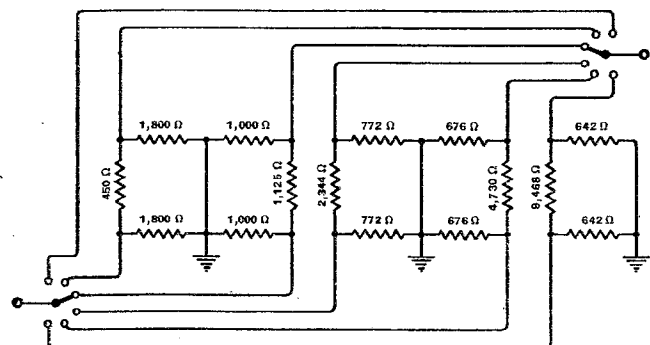 1,800 Ω
1,000 Ω
772 Ω
676 Ω
642 Ω
450 Ω
1,125 Ω
2,344 Ω
4,730 Ω
9,468 Ω
1,800 Ω
1,000 Ω
772 Ω
676 Ω
642 Ω